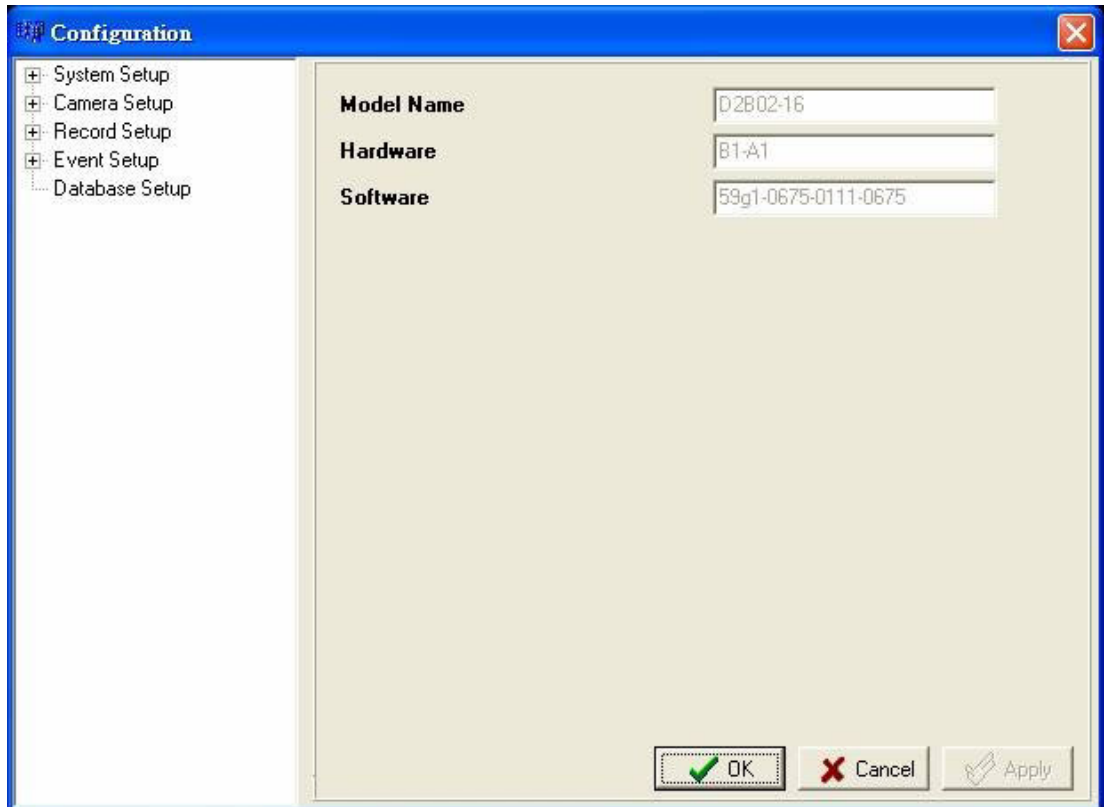 Configuration
System Setup
Camera Setup
Record Setup
Event Setup
Database Setup
Model Name D2B02-16
Hardware B1-A1
Software 59g1-0675-0111-0675
OK Cancel Apply